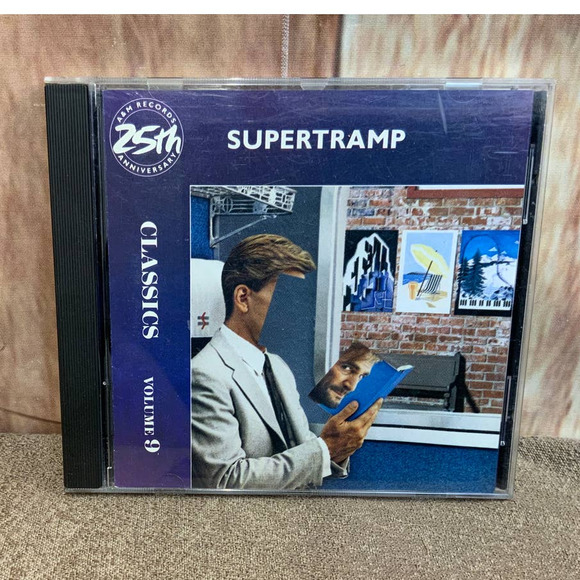 A&M RECORDS
25th
ANNIVERSARY
SUPERTRAMP
CLASSICS
VOLUME 9